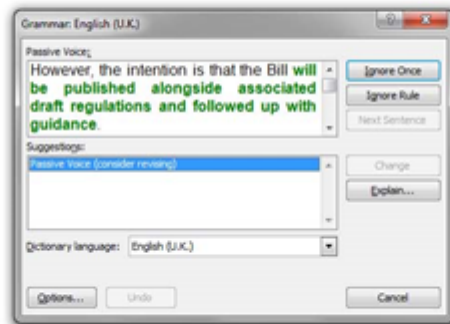 Grammar: English (U.K.)
Passive Voice:
However, the intention is that the Bill will
be published alongside associated
draft regulations and followed up with
guidance.
Ignore Once
Ignore Rule
Next Sentence
Suggestions:
Passive Voice (consider revising)
Change
Explain...
Dictionary language: English (U.K.)
Options... Undo Cancel